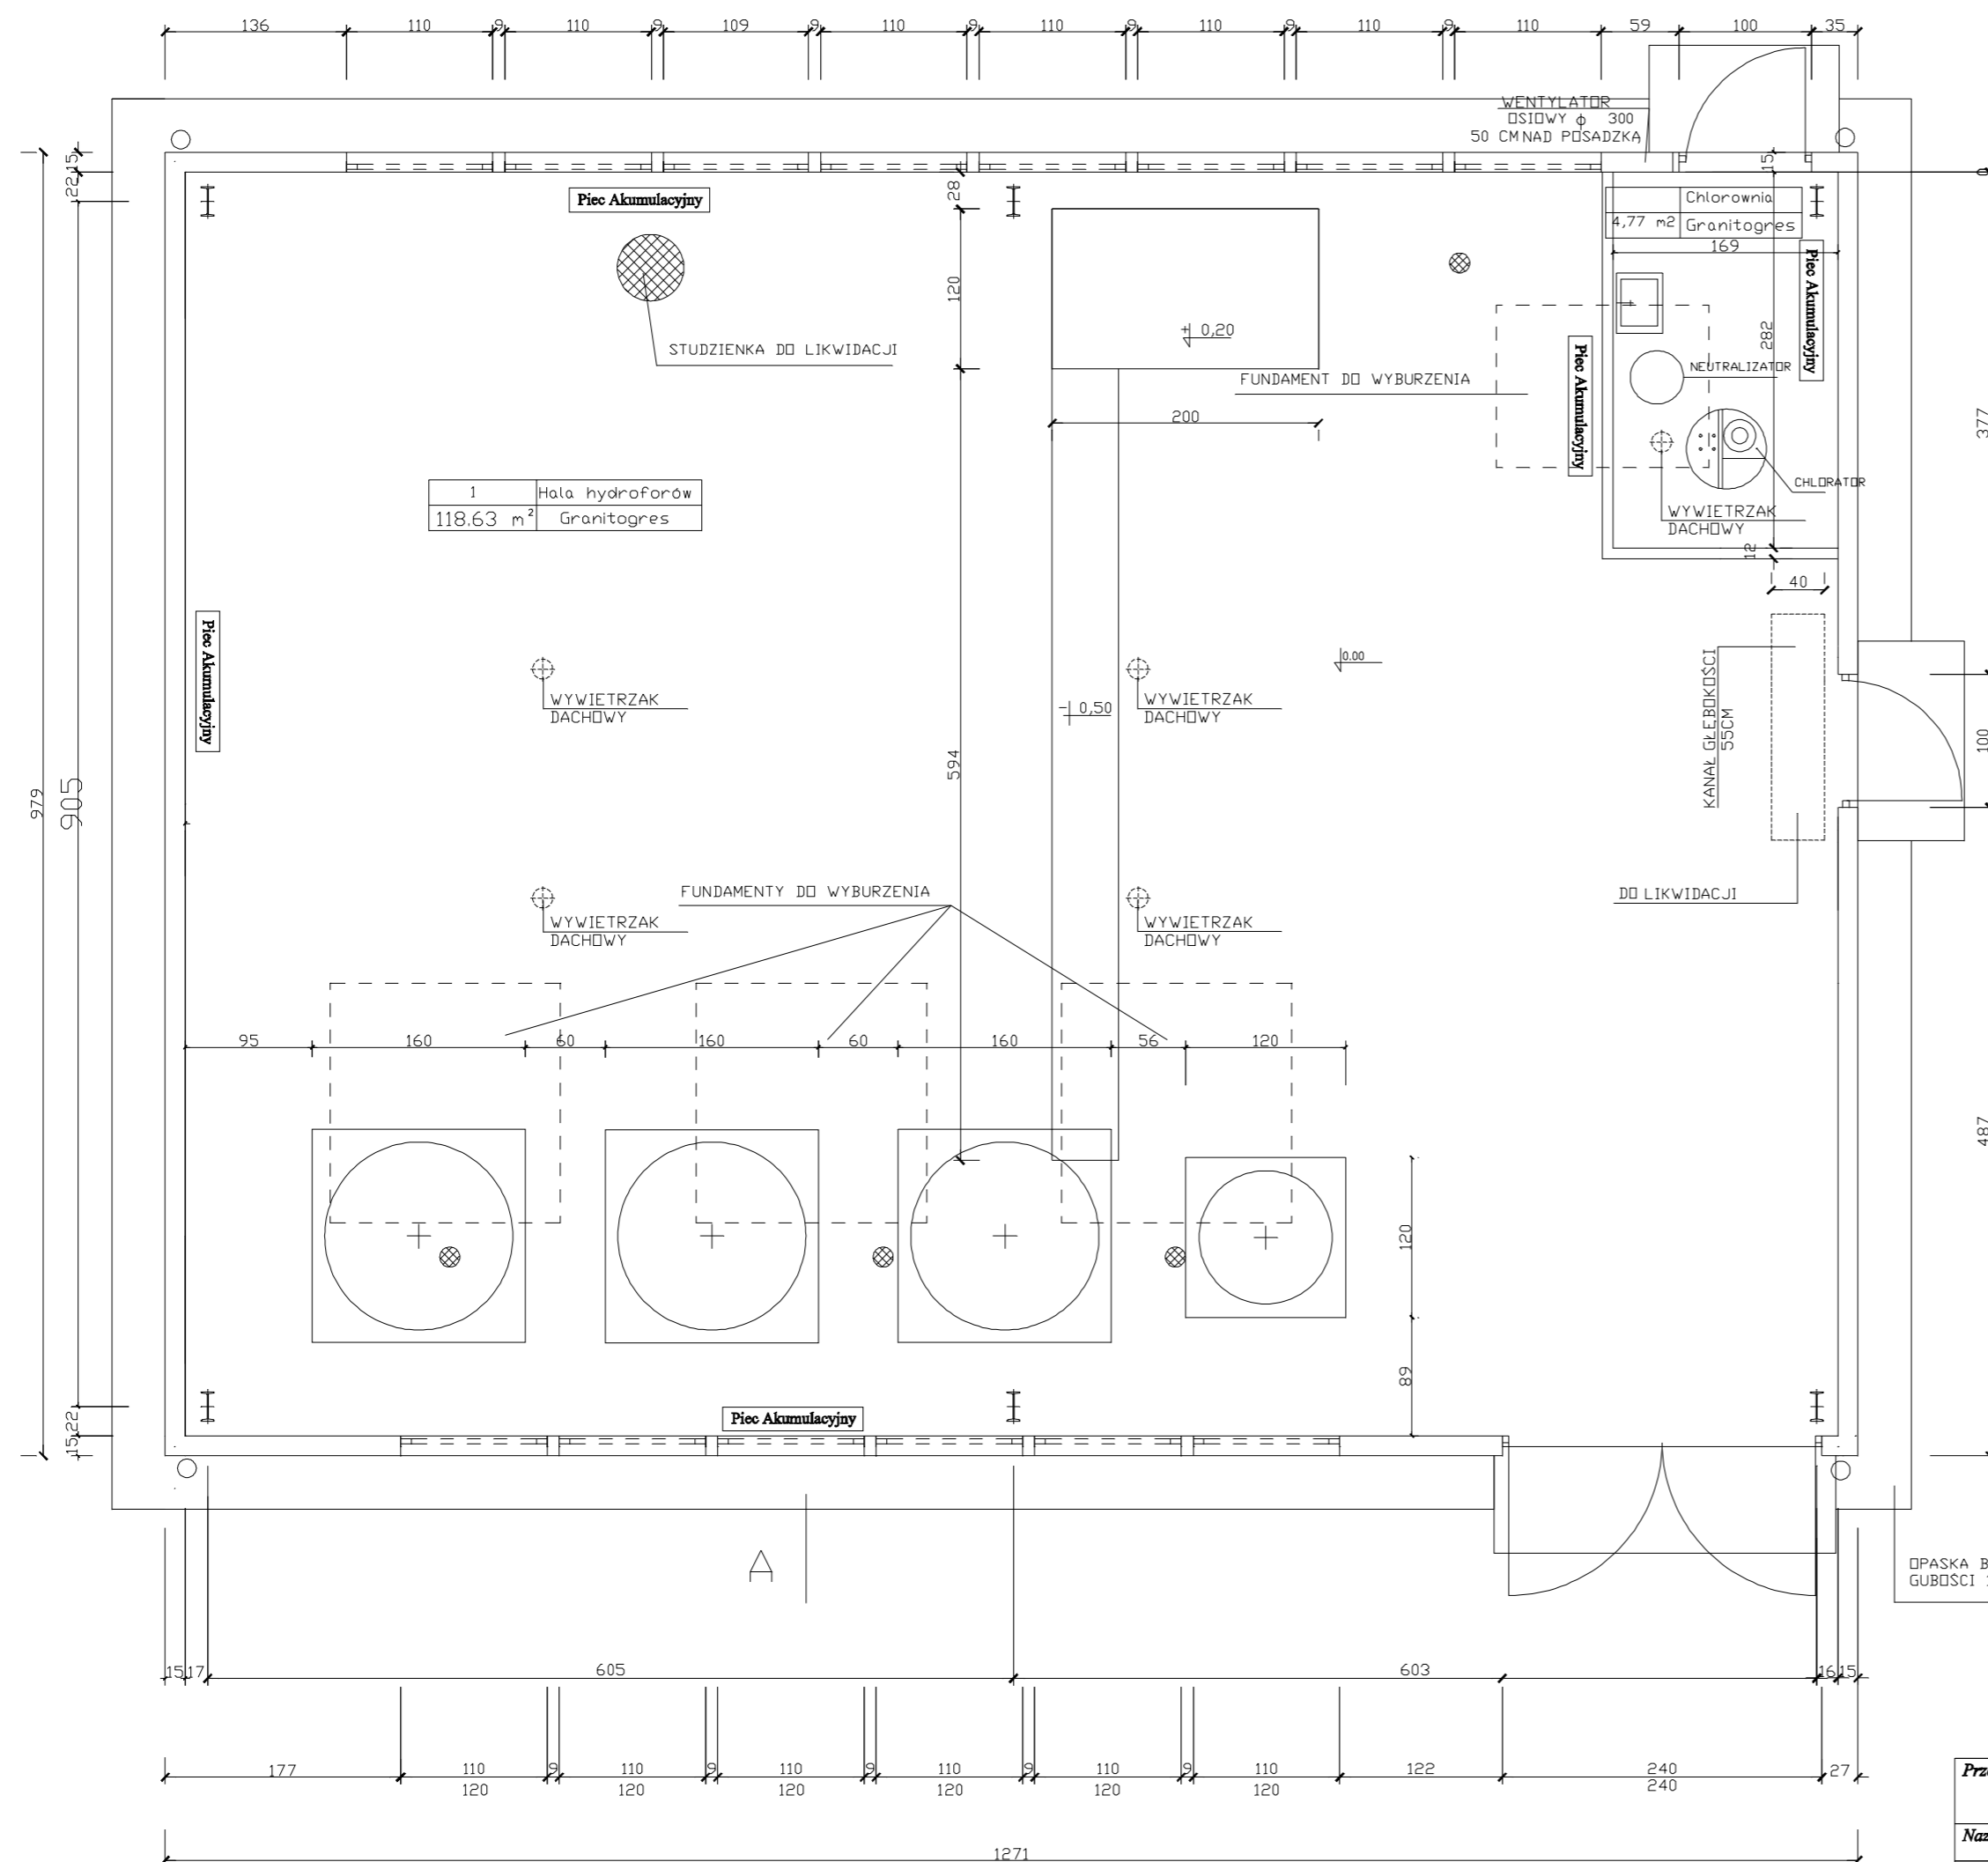 136 110 9 110 9 109 9 110 9 110 9 110 9 110 9 110 59 100 35
WENTYLATOR
OSIOWY ϕ 300
50 CM NAD POSADZKA
15
22
979
905
22
15
Piec Akumulacyjny
28
120
+ 0,20
200
STUDZIENKA DO LIKWIDACJI
FUNDAMENT DO WYBURZENIA
15
Chlorownia
4,77 m2 Granitogres
169
282
Piec Akumulacyjny
Piec Akumulacyjny
NEUTRALIZATOR
CHLORATOR
WYWIETRZAK
DACHOWY
12
40
0
377
100
487
1 Hala hydroforów
118.63 m² Granitogres
Piec Akumulacyjny
WYWIETRZAK
DACHOWY
WYWIETRZAK
DACHOWY
0.00
- 0,50
594
KANAŁ GŁĘBOKOŚCI
55CM
DO LIKWIDACJI
FUNDAMENTY DO WYBURZENIA
WYWIETRZAK
DACHOWY
WYWIETRZAK
DACHOWY
95 160 60 160 60 160 56 120
120
89
Piec Akumulacyjny
A
OPASKA B
GUBOŚCI
15 17 605 603 16 15
177 110 9 110 9 110 9 110 9 110 9 110 122 240 27
120 120 120 120 120 120 240
1271
Prz
Naz